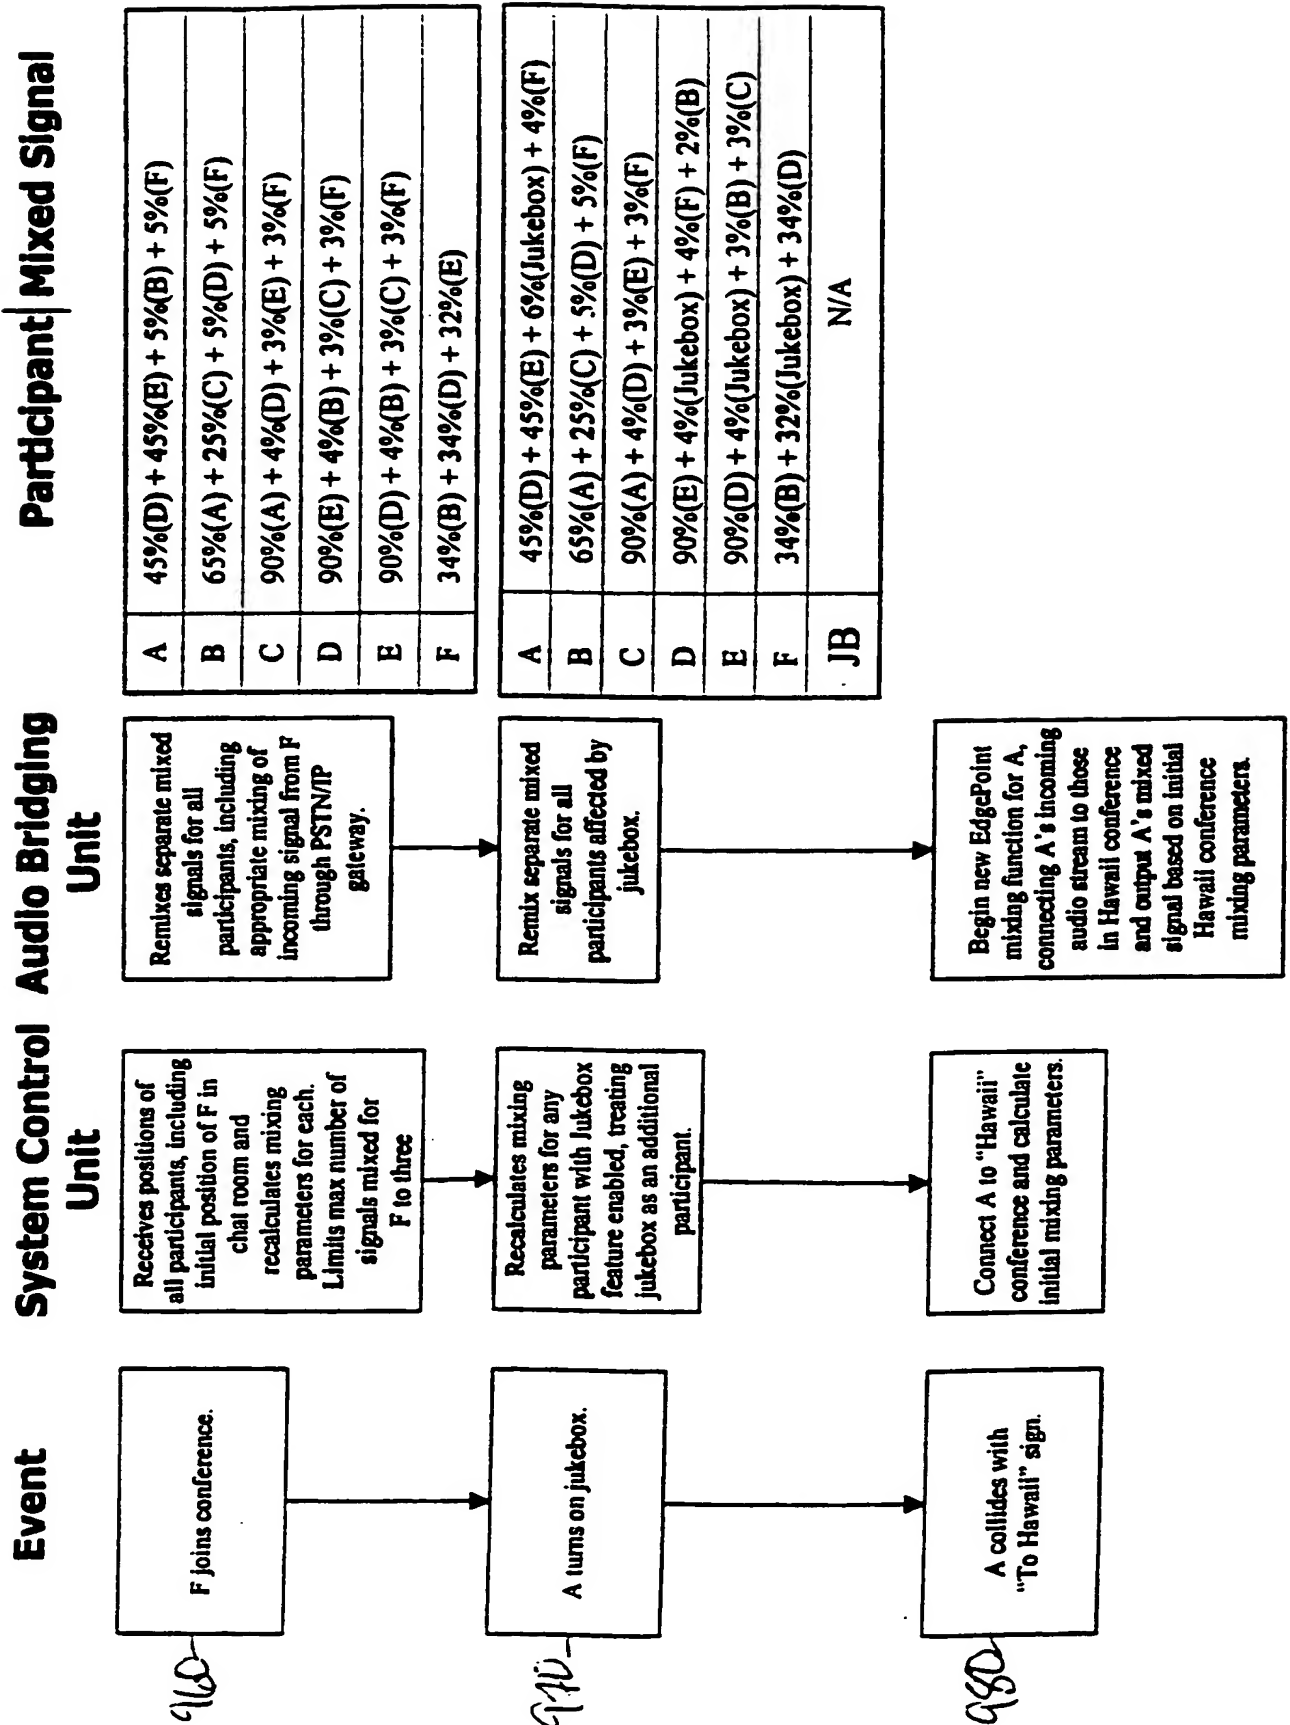 Event
System Control
Unit
Audio Bridging
Unit
Participant
Mixed Signal
960
F joins conference.
Receives positions of
all participants, including
initial position of F in
chat room and
recalculates mixing
parameters for each.
Limits max number of
signals mixed for
F to three
Remixes separate mixed
signals for all
participants, including
appropriate mixing of
incoming signal from F
through PSTN/IP
gateway.
A 45%(D) + 45%(E) + 5%(B) + 5%(F)
B 65%(A) + 25%(C) + 5%(D) + 5%(F)
C 90%(A) + 4%(D) + 3%(E) + 3%(F)
D 90%(E) + 4%(B) + 3%(C) + 3%(F)
E 90%(D) + 4%(B) + 3%(C) + 3%(F)
F 34%(B) + 34%(D) + 32%(E)
970
A turns on jukebox.
Recalculates mixing
parameters for any
participant with Jukebox
feature enabled, treating
jukebox as an additional
participant.
Remix separate mixed
signals for all
participants affected by
jukebox.
A 45%(D) + 45%(E) + 6%(Jukebox) + 4%(F)
B 65%(A) + 25%(C) + 5%(D) + 5%(F)
C 90%(A) + 4%(D) + 3%(E) + 3%(F)
D 90%(E) + 4%(Jukebox) + 4%(F) + 2%(B)
E 90%(D) + 4%(Jukebox) + 3%(B) + 3%(C)
F 34%(B) + 32%(Jukebox) + 34%(D)
JB N/A
980
A collides with
"To Hawaii" sign.
Connect A to "Hawaii"
conference and calculate
initial mixing parameters.
Begin new EdgePoint
mixing function for A,
connecting A's incoming
audio stream to those
in Hawaii conference
and output A's mixed
signal based on initial
Hawaii conference
mixing parameters.